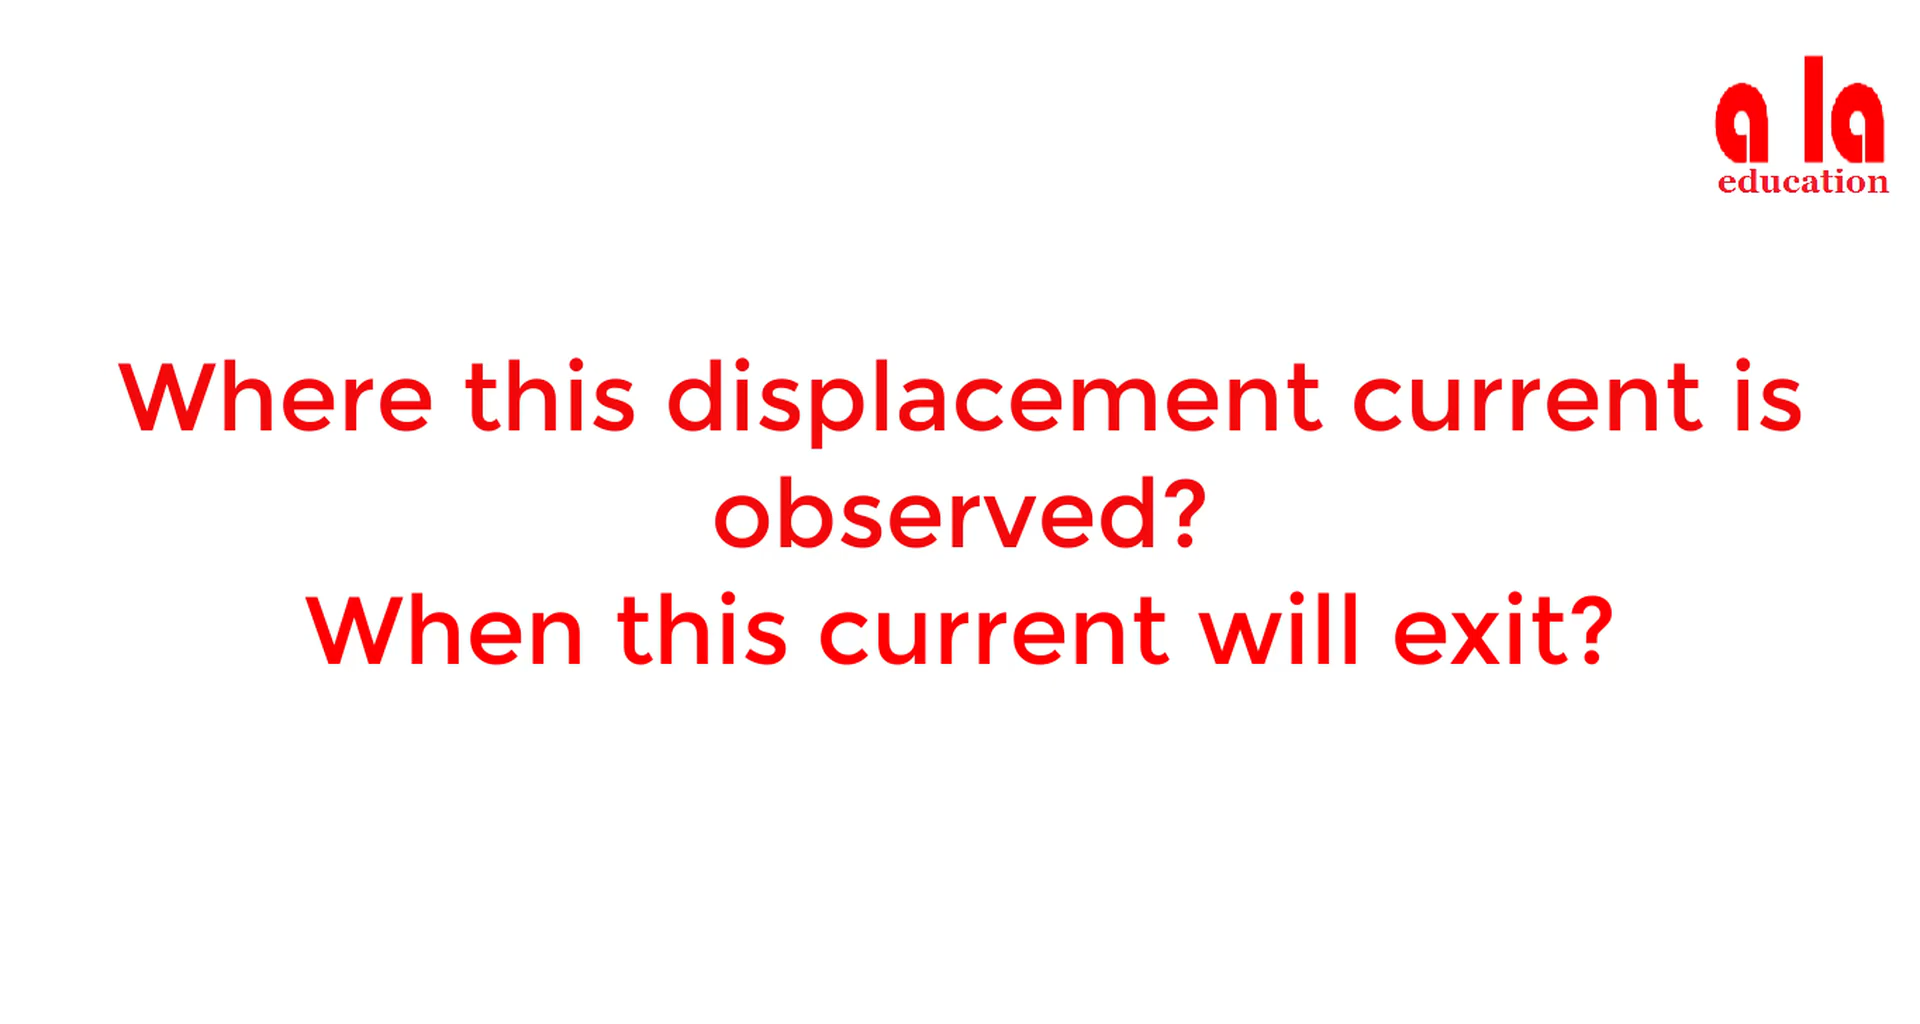 a la
education
Where this displacement current is
observed?
When this current will exit?